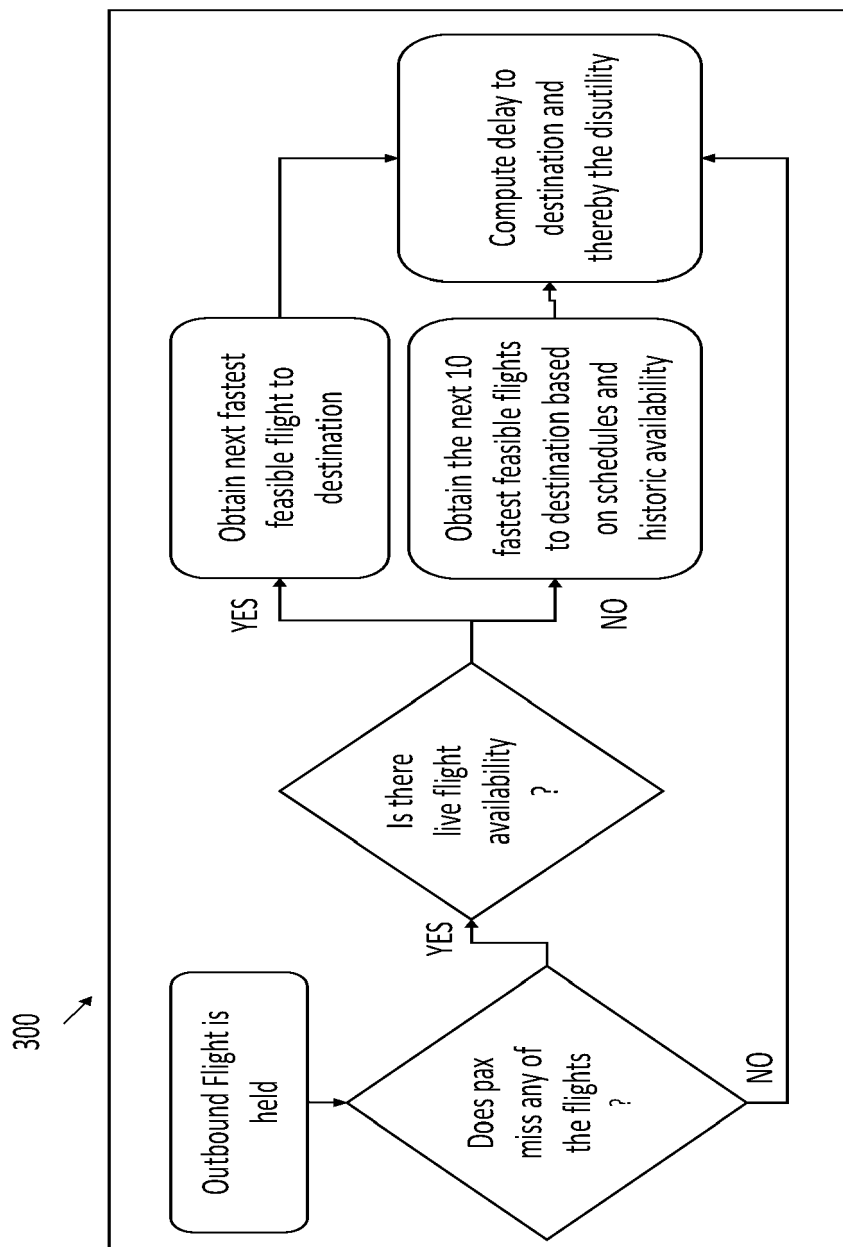 300
Outbound Flight is
held
Does pax
miss any of
the flights
?
YES
NO
Is there
live flight
availability
?
YES
NO
Obtain next fastest
feasible flight to
destination
Obtain the next 10
fastest feasible flights
to destination based
on schedules and
historic availability
Compute delay to
destination and
thereby the disutility